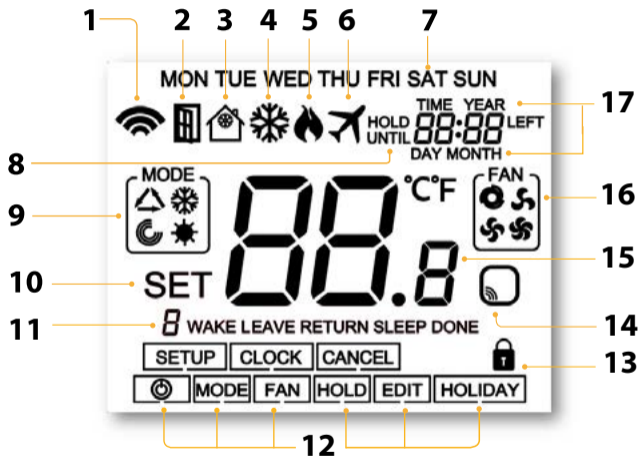 1 2 3 4 5 6 7
MON TUE WED THU FRI SAT SUN
TIME YEAR 17
HOLD 88:88 LEFT
UNTIL
DAY MONTH
8
MODE °C°F FAN
9 88.8 16
15
10 SET
14
11 8 WAKE LEAVE RETURN SLEEP DONE
SETUP CLOCK CANCEL
13
MODE FAN HOLD EDIT HOLIDAY
12